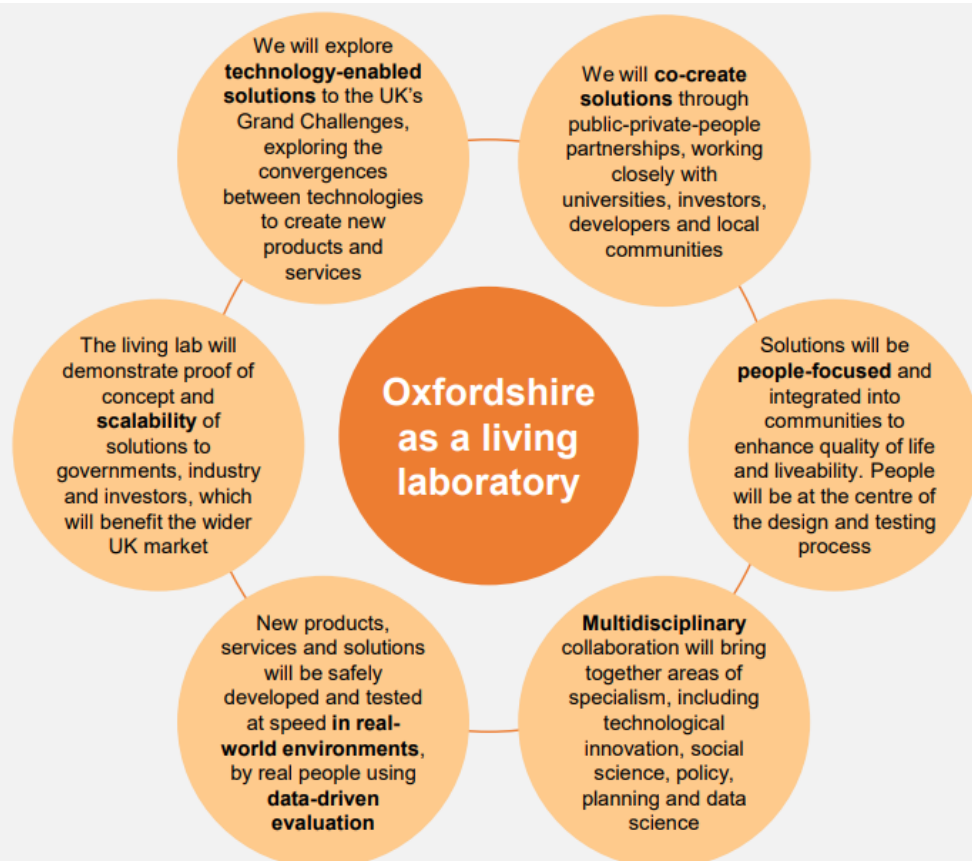 We will explore
technology-enabled
solutions to the UK's
Grand Challenges,
exploring the
convergences
between technologies
to create new
products and
services
We will co-create
solutions through
public-private-people
partnerships, working
closely with
universities, investors,
developers and local
communities
Solutions will be
people-focused and
integrated into
communities to
enhance quality of life
and liveability. People
will be at the centre of
the design and testing
process
Multidisciplinary
collaboration will bring
together areas of
specialism, including
technological
innovation, social
science, policy,
planning and data
science
New products,
services and solutions
will be safely
developed and tested
at speed in real-
world environments,
by real people using
data-driven
evaluation
The living lab will
demonstrate proof of
concept and
scalability of
solutions to
governments, industry
and investors, which
will benefit the wider
UK market
Oxfordshire
as a living
laboratory